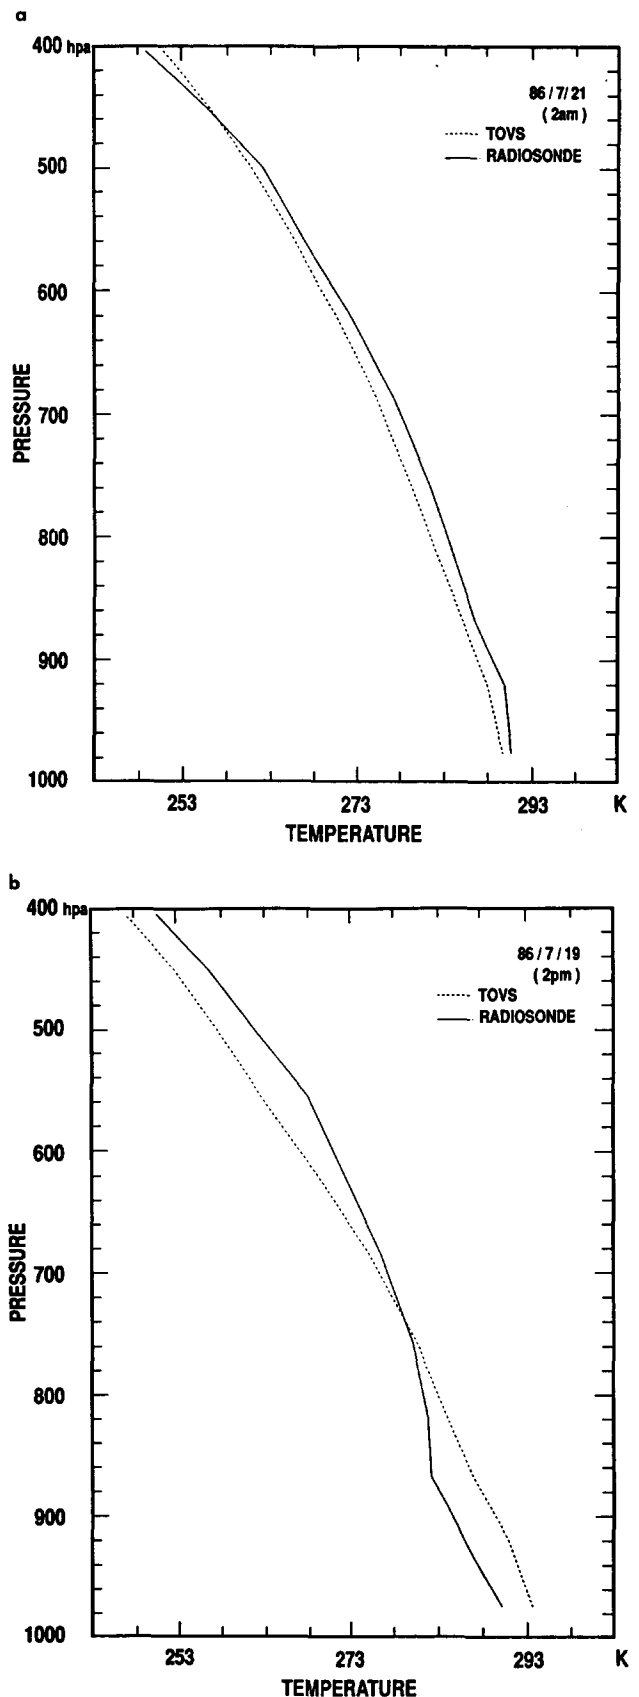 a
400 hpa
86 / 7 / 21
( 2am )
TOVS
RADIOSONDE
500
600
PRESSURE
700
800
900
1000
253 273 293 K
TEMPERATURE
b
400 hpa
86 / 7 / 19
( 2pm )
TOVS
RADIOSONDE
500
600
PRESSURE
700
800
900
1000
253 273 293 K
TEMPERATURE